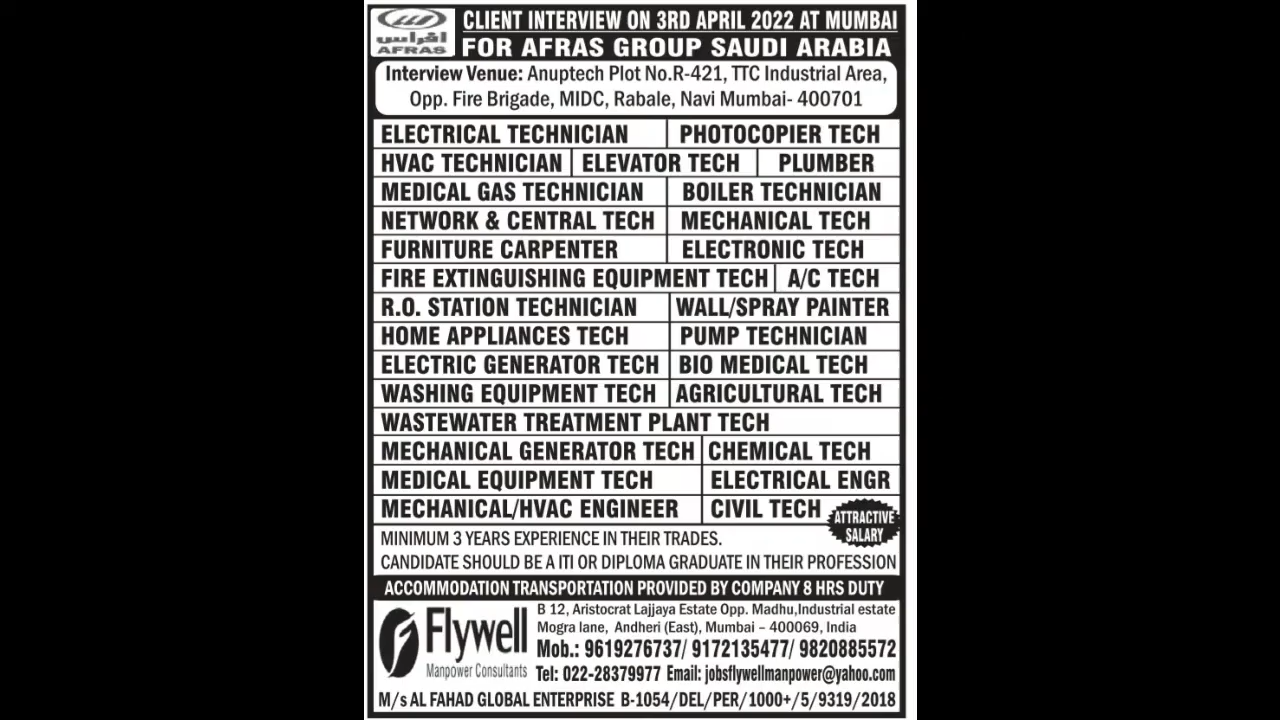 افراس
AFRAS
CLIENT INTERVIEW ON 3RD APRIL 2022 AT MUMBAI
FOR AFRAS GROUP SAUDI ARABIA
Interview Venue: Anuptech Plot No.R-421, TTC Industrial Area,
Opp. Fire Brigade, MIDC, Rabale, Navi Mumbai- 400701
ELECTRICAL TECHNICIAN PHOTOCOPIER TECH
HVAC TECHNICIAN ELEVATOR TECH PLUMBER
MEDICAL GAS TECHNICIAN BOILER TECHNICIAN
NETWORK & CENTRAL TECH MECHANICAL TECH
FURNITURE CARPENTER ELECTRONIC TECH
FIRE EXTINGUISHING EQUIPMENT TECH A/C TECH
R.O. STATION TECHNICIAN WALL/SPRAY PAINTER
HOME APPLIANCES TECH PUMP TECHNICIAN
ELECTRIC GENERATOR TECH BIO MEDICAL TECH
WASHING EQUIPMENT TECH AGRICULTURAL TECH
WASTEWATER TREATMENT PLANT TECH
MECHANICAL GENERATOR TECH CHEMICAL TECH
MEDICAL EQUIPMENT TECH ELECTRICAL ENGR
MECHANICAL/HVAC ENGINEER CIVIL TECH
ATTRACTIVE
SALARY
MINIMUM 3 YEARS EXPERIENCE IN THEIR TRADES.
CANDIDATE SHOULD BE A ITI OR DIPLOMA GRADUATE IN THEIR PROFESSION
ACCOMMODATION TRANSPORTATION PROVIDED BY COMPANY 8 HRS DUTY
Flywell
Manpower Consultants
B 12, Aristocrat Lajjaya Estate Opp. Madhu,Industrial estate
Mogra lane, Andheri (East), Mumbai – 400069, India
Mob.: 9619276737/ 9172135477/ 9820885572
Tel: 022-28379977 Email: jobsflywellmanpower@yahoo.com
M/s AL FAHAD GLOBAL ENTERPRISE B-1054/DEL/PER/1000+/5/9319/2018